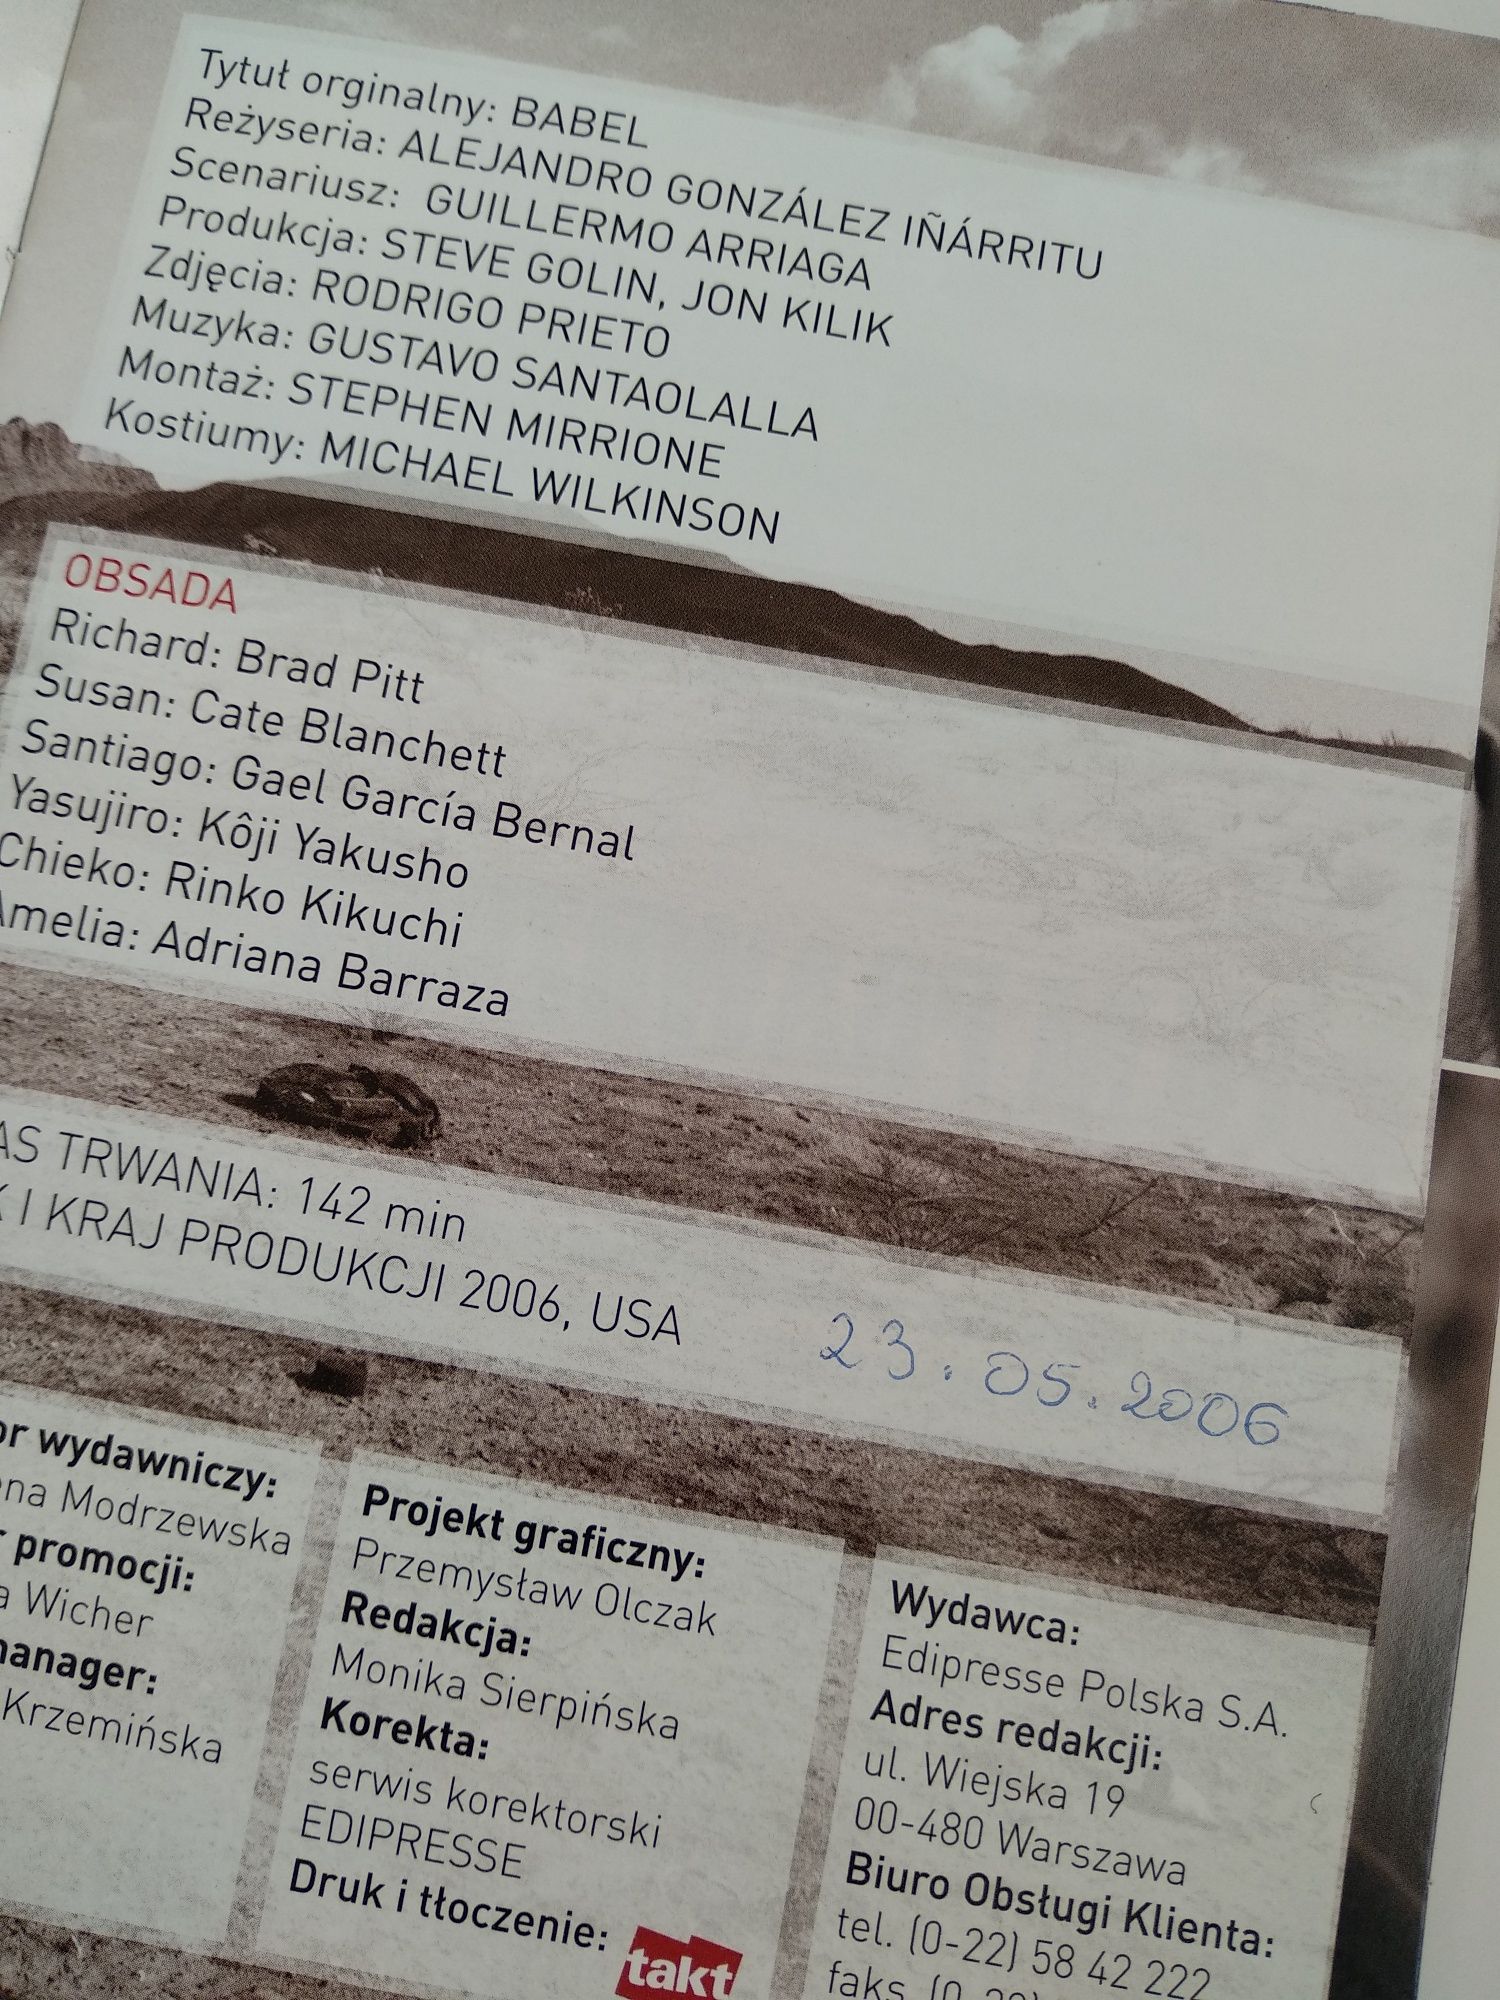 Tytuł orginalny: BABEL
Reżyseria: ALEJANDRO GONZÁLEZ IÑÁRRITU
Scenariusz: GUILLERMO ARRIAGA
Produkcja: STEVE GOLIN, JON KILIK
Zdjęcia: RODRIGO PRIETO
Muzyka: GUSTAVO SANTAOLALLA
Montaż: STEPHEN MIRRIONE
Kostiumy: MICHAEL WILKINSON
OBSADA
Richard: Brad Pitt
Susan: Cate Blanchett
Santiago: Gael García Bernal
Yasujiro: Kôji Yakusho
Chieko: Rinko Kikuchi
Amelia: Adriana Barraza
AS TRWANIA: 142 min
K I KRAJ PRODUKCJI 2006, USA
23.05.2006
or wydawniczy:
na Modrzewska
r promocji:
a Wicher
manager:
Krzemińska
Projekt graficzny:
Przemysław Olczak
Redakcja:
Monika Sierpińska
Korekta:
serwis korektorski
EDIPRESSE
Druk i tłoczenie: takt
Wydawca:
Edipresse Polska S.A.
Adres redakcji:
ul. Wiejska 19
00-480 Warszawa
Biuro Obsługi Klienta:
tel. (0-22) 58 42 222
faks (0-22)